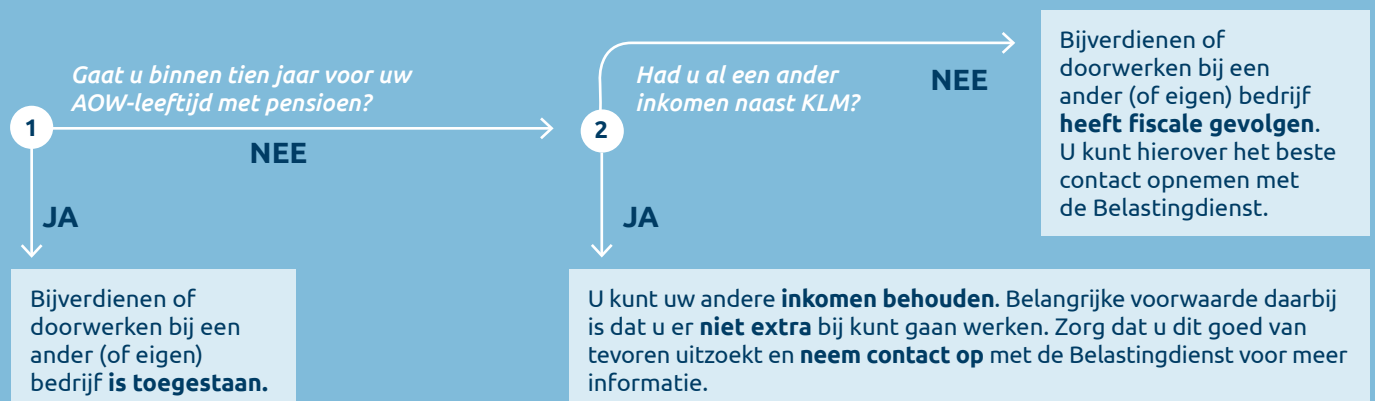 Gaat u binnen tien jaar voor uw
AOW-leeftijd met pensioen?
1
NEE
JA
Bijverdienen of
doorwerken bij een
ander (of eigen)
bedrijf is toegestaan.
Had u al een ander
inkomen naast KLM?
2
NEE
Bijverdienen of
doorwerken bij een
ander (of eigen) bedrijf
heeft fiscale gevolgen.
U kunt hierover het beste
contact opnemen met
de Belastingdienst.
JA
U kunt uw andere inkomen behouden. Belangrijke voorwaarde daarbij
is dat u er niet extra bij kunt gaan werken. Zorg dat u dit goed van
tevoren uitzoekt en neem contact op met de Belastingdienst voor meer
informatie.